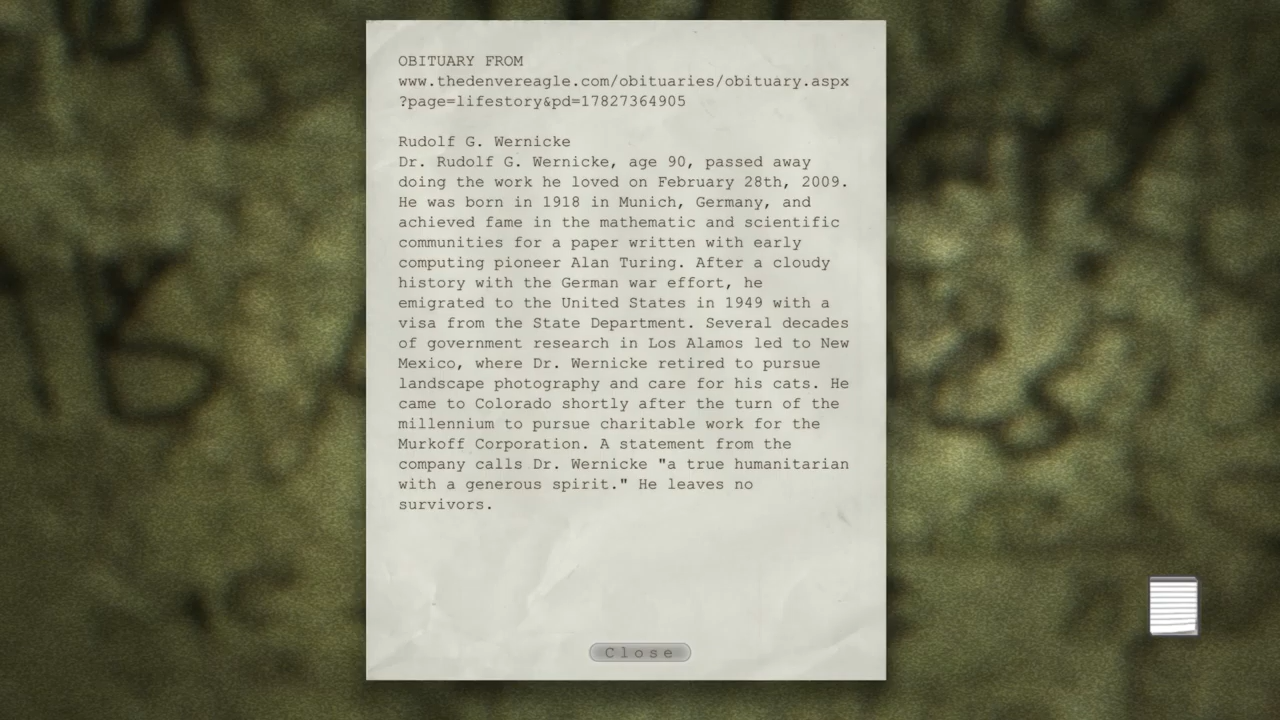 OBITUARY FROM
www.thedenvereagle.com/obituaries/obituary.aspx
?page=lifestory&pd=17827364905
Rudolf G. Wernicke
Dr. Rudolf G. Wernicke, age 90, passed away
doing the work he loved on February 28th, 2009.
He was born in 1918 in Munich, Germany, and
achieved fame in the mathematic and scientific
communities for a paper written with early
computing pioneer Alan Turing. After a cloudy
history with the German war effort, he
emigrated to the United States in 1949 with a
visa from the State Department. Several decades
of government research in Los Alamos led to New
Mexico, where Dr. Wernicke retired to pursue
landscape photography and care for his cats. He
came to Colorado shortly after the turn of the
millennium to pursue charitable work for the
Murkoff Corporation. A statement from the
company calls Dr. Wernicke "a true humanitarian
with a generous spirit." He leaves no
survivors.
Close